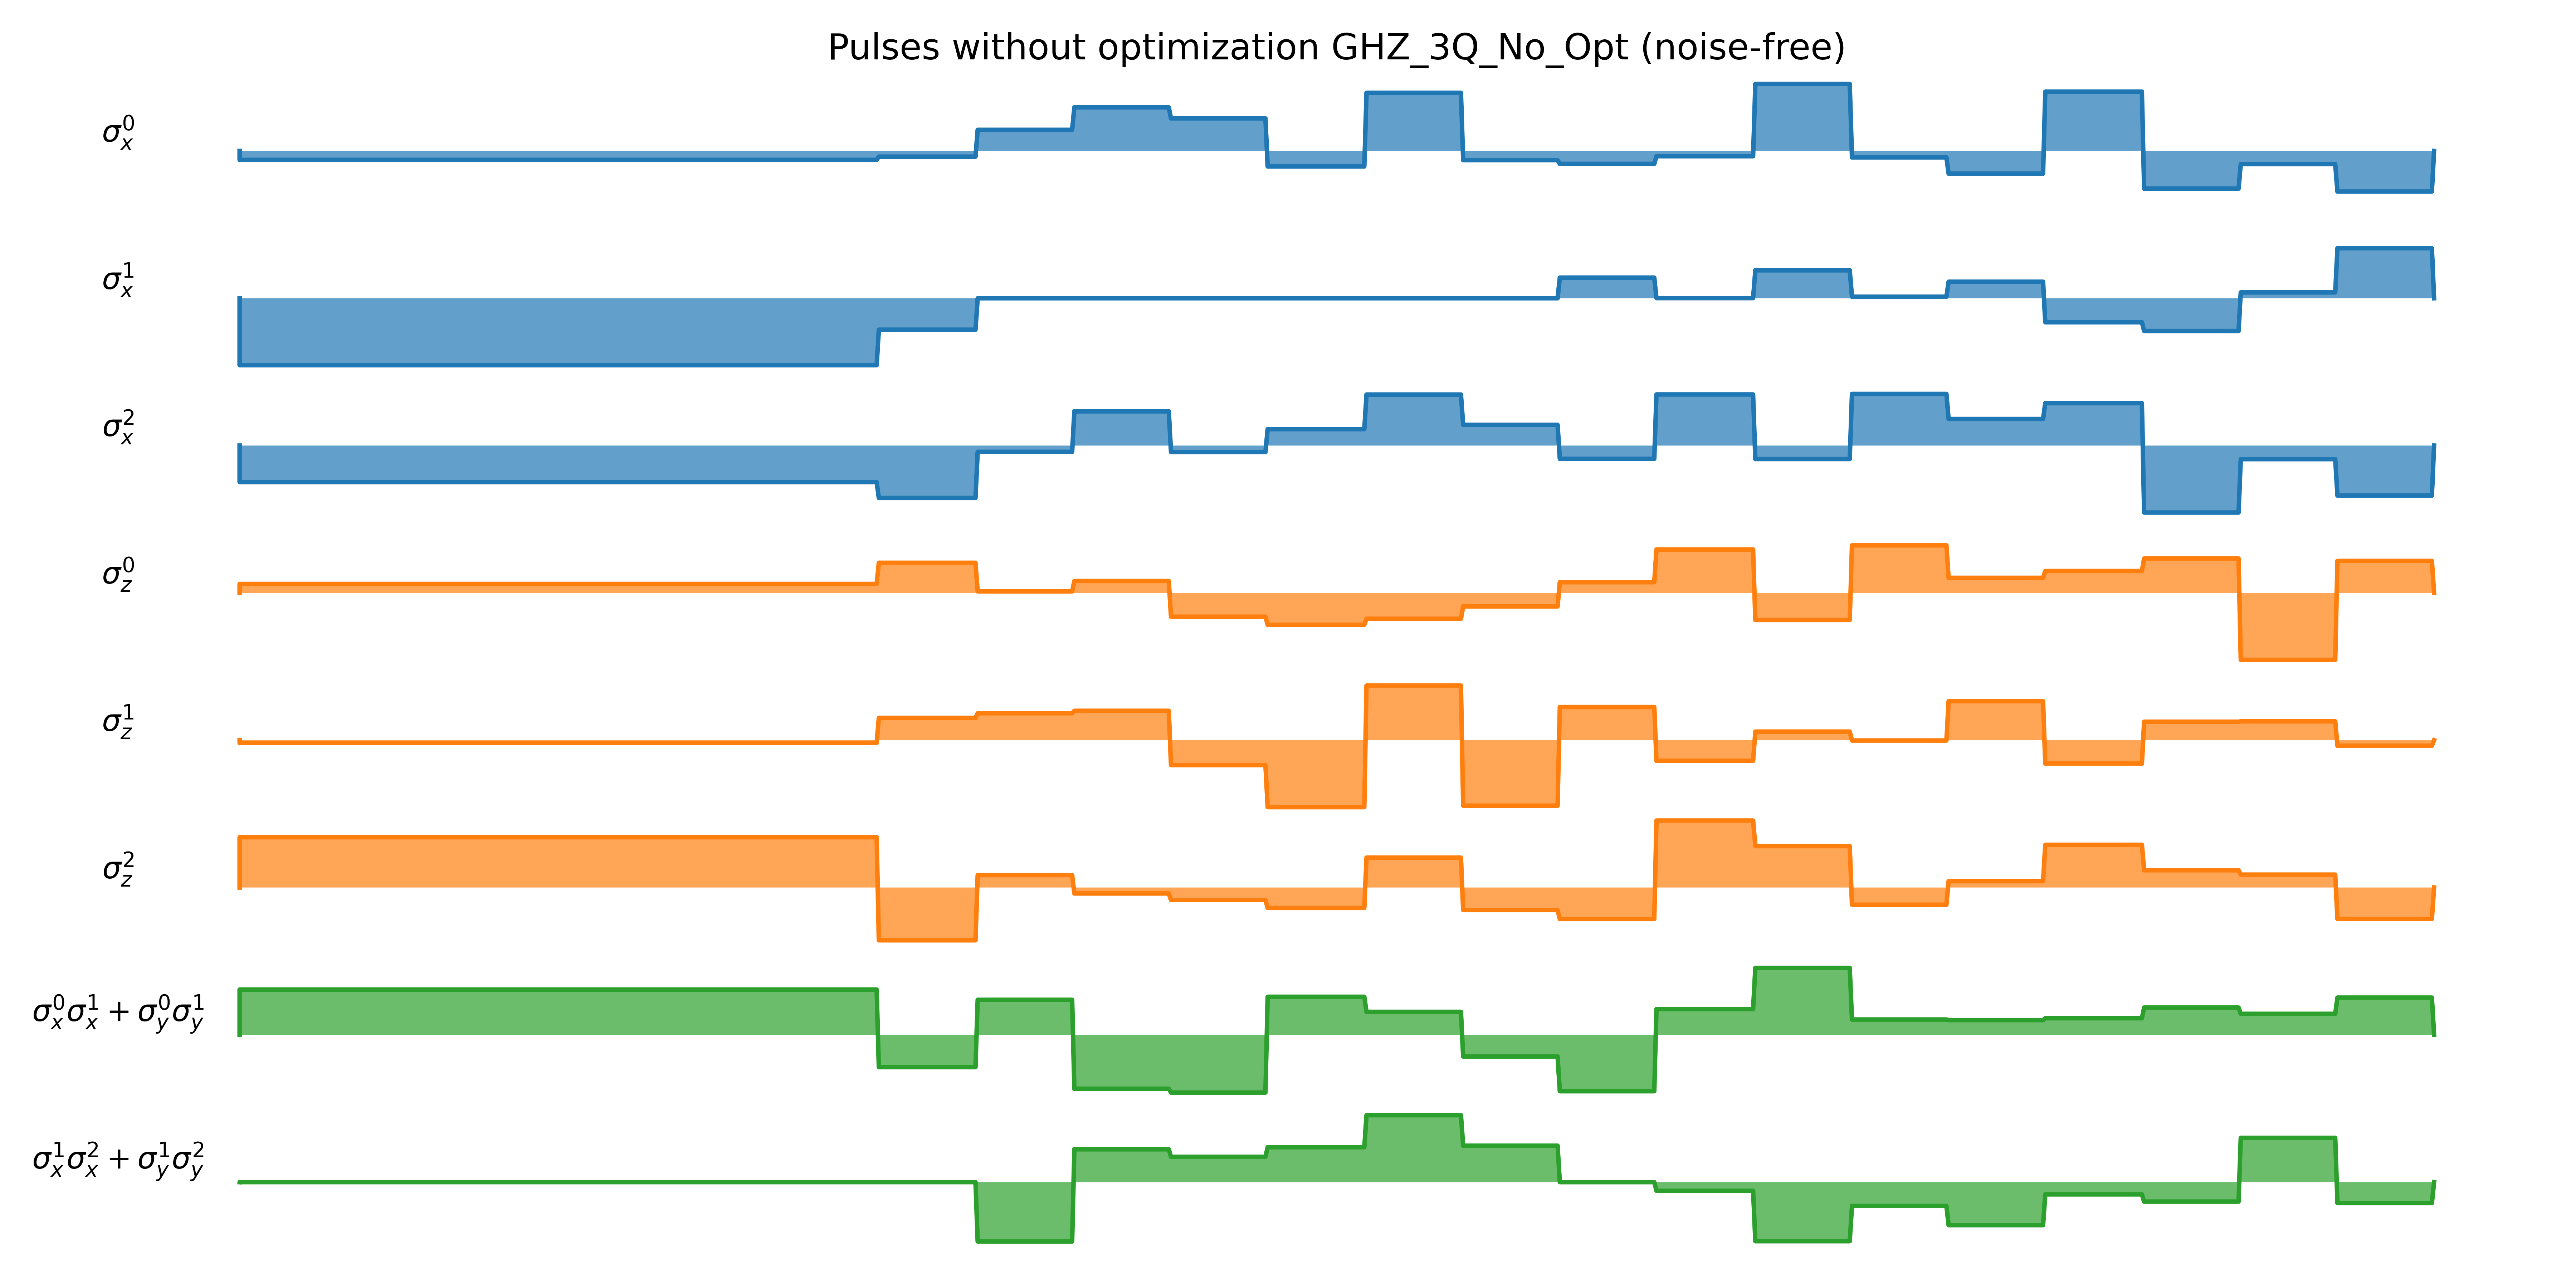 Pulses without optimization GHZ_3Q_No_Opt (noise-free)
σ_x^0
σ_x^1
σ_x^2
σ_z^0
σ_z^1
σ_z^2
σ_x^0σ_x^1 + σ_y^0σ_y^1
σ_x^1σ_x^2 + σ_y^1σ_y^2